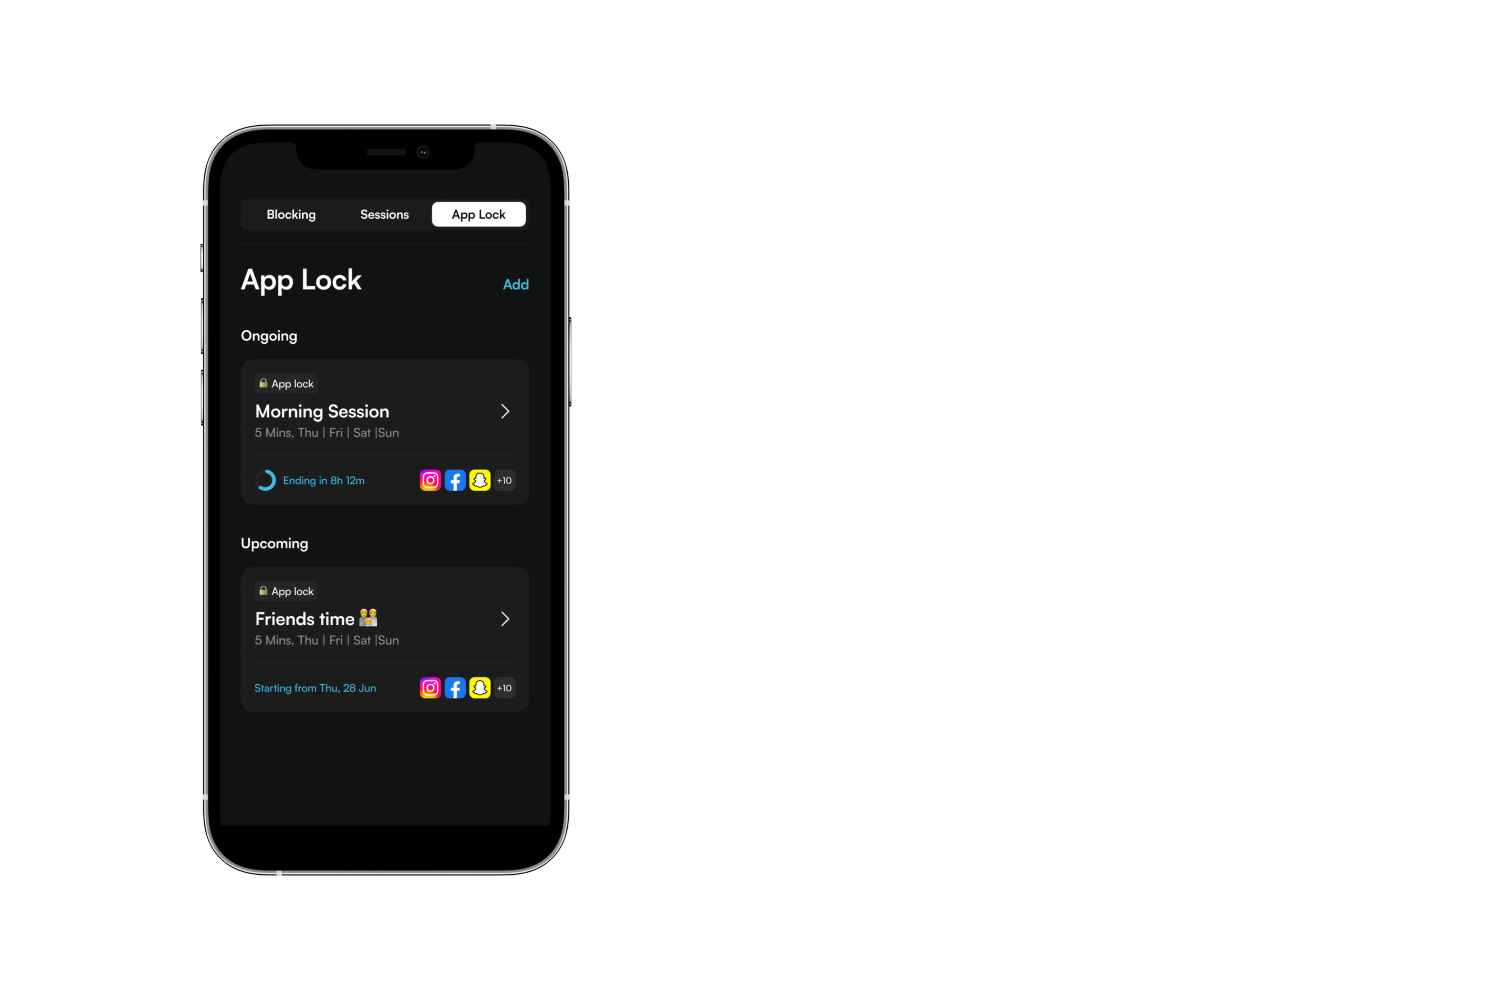 Blocking Sessions App Lock
App Lock
Add
Ongoing
App lock
Morning Session
5 Mins, Thu | Fri | Sat |Sun
Ending in 8h 12m
+10
Upcoming
App lock
Friends time
5 Mins, Thu | Fri | Sat |Sun
Starting from Thu, 28 Jun
+10